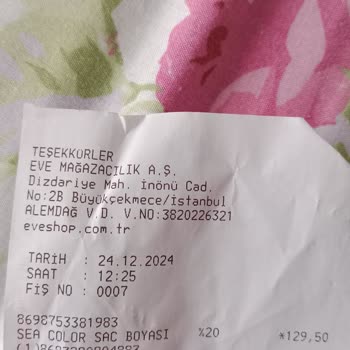 TEŞEKKÜRLER
EVE MAĞAZACILIK A.Ş.
Dizdariye Mah. İnönü Cad.
No:2B Büyükçekmece/İstanbul
ALEMDAĞ V.D. V.NO:3820226321
eveshop.com.tr
TARİH : 24.12.2024
SAAT : 12:25
FİŞ NO : 0007
8698753381983
SEA COLOR SAC BOYASI %20 *129,50